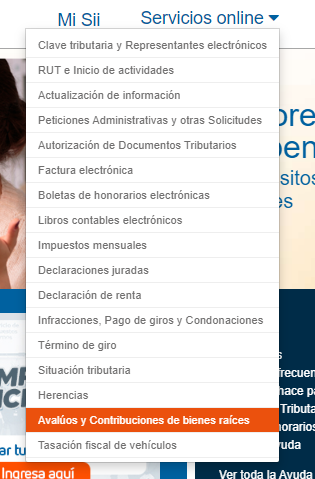 Mi Sii
Servicios online
Clave tributaria y Representantes electrónicos
RUT e Inicio de actividades
Actualización de información
Peticiones Administrativas y otras Solicitudes
Autorización de Documentos Tributarios
Factura electrónica
Boletas de honorarios electrónicas
Libros contables electrónicos
Impuestos mensuales
Declaraciones juradas
Declaración de renta
Infracciones, Pago de giros y Condonaciones
Término de giro
Situación tributaria
Herencias
Avalúos y Contribuciones de bienes raíces
Tasación fiscal de vehículos
Ingresa aquí
Ver toda la Ayuda